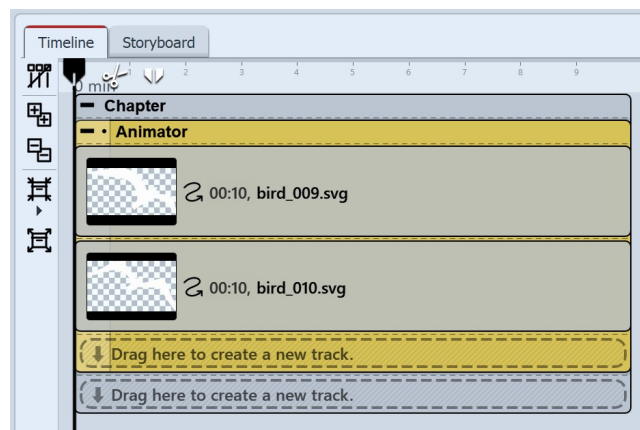 Timeline Storyboard
1 2 3 4 5 6 7 8 9
0 min
Chapter
Animator
00:10, bird_009.svg
00:10, bird_010.svg
Drag here to create a new track.
Drag here to create a new track.